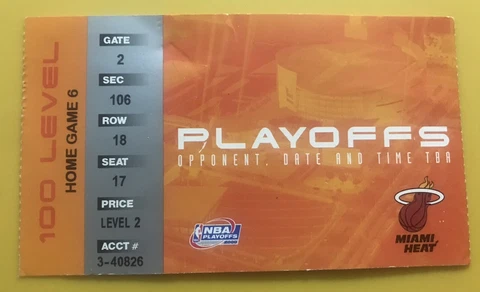 100 LEVEL
HOME GAME 6
GATE
2
SEC
106
ROW
18
SEAT
17
PRICE
LEVEL 2
ACCT #
3-40826
PLAYOFFS
OPPONENT, DATE AND TIME TBA
NBA
PLAYOFFS
2000
MIAMI
HEAT